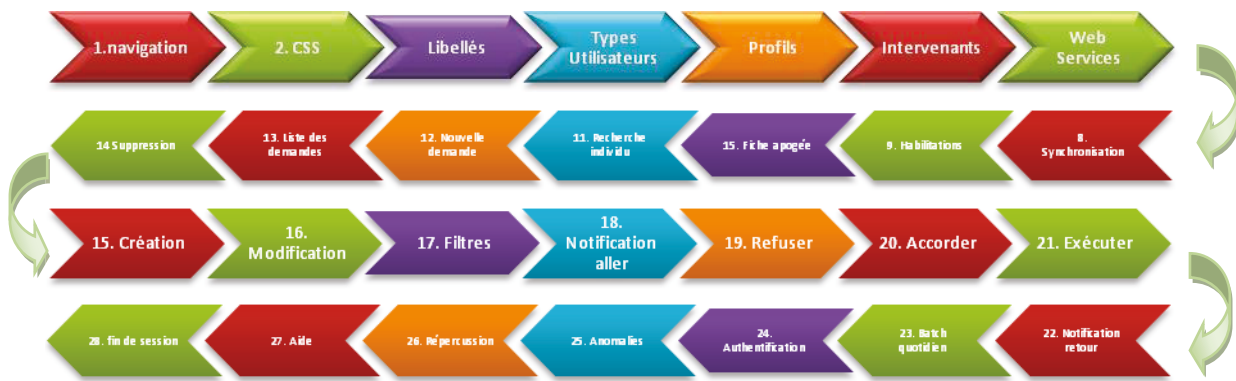 1.navigation
2. CSS
Libellés
Types
Utilisateurs
Profils
Intervenants
Web
Services
14 Suppression
13. Liste des
demandes
12. Nouvelle
demande
11. Recherche
individu
15. Fiche apogée
9. Habilitations
8.
Synchronisation
15. Création
16.
Modification
17. Filtres
18.
Notification
aller
19. Refuser
20. Accorder
21. Exécuter
28. fin de session
27. Aide
26. Répercussion
25. Anomalies
24.
Authentification
23. Batch
quotidien
22. Notification
retour